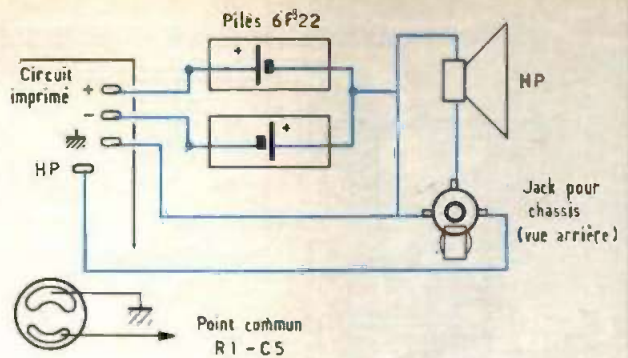 Piles 6F22
+
+
Circuit
imprimé
+
-
HP
HP
Jack pour
chassis
(vue arrière)
Point commun
R1-C5